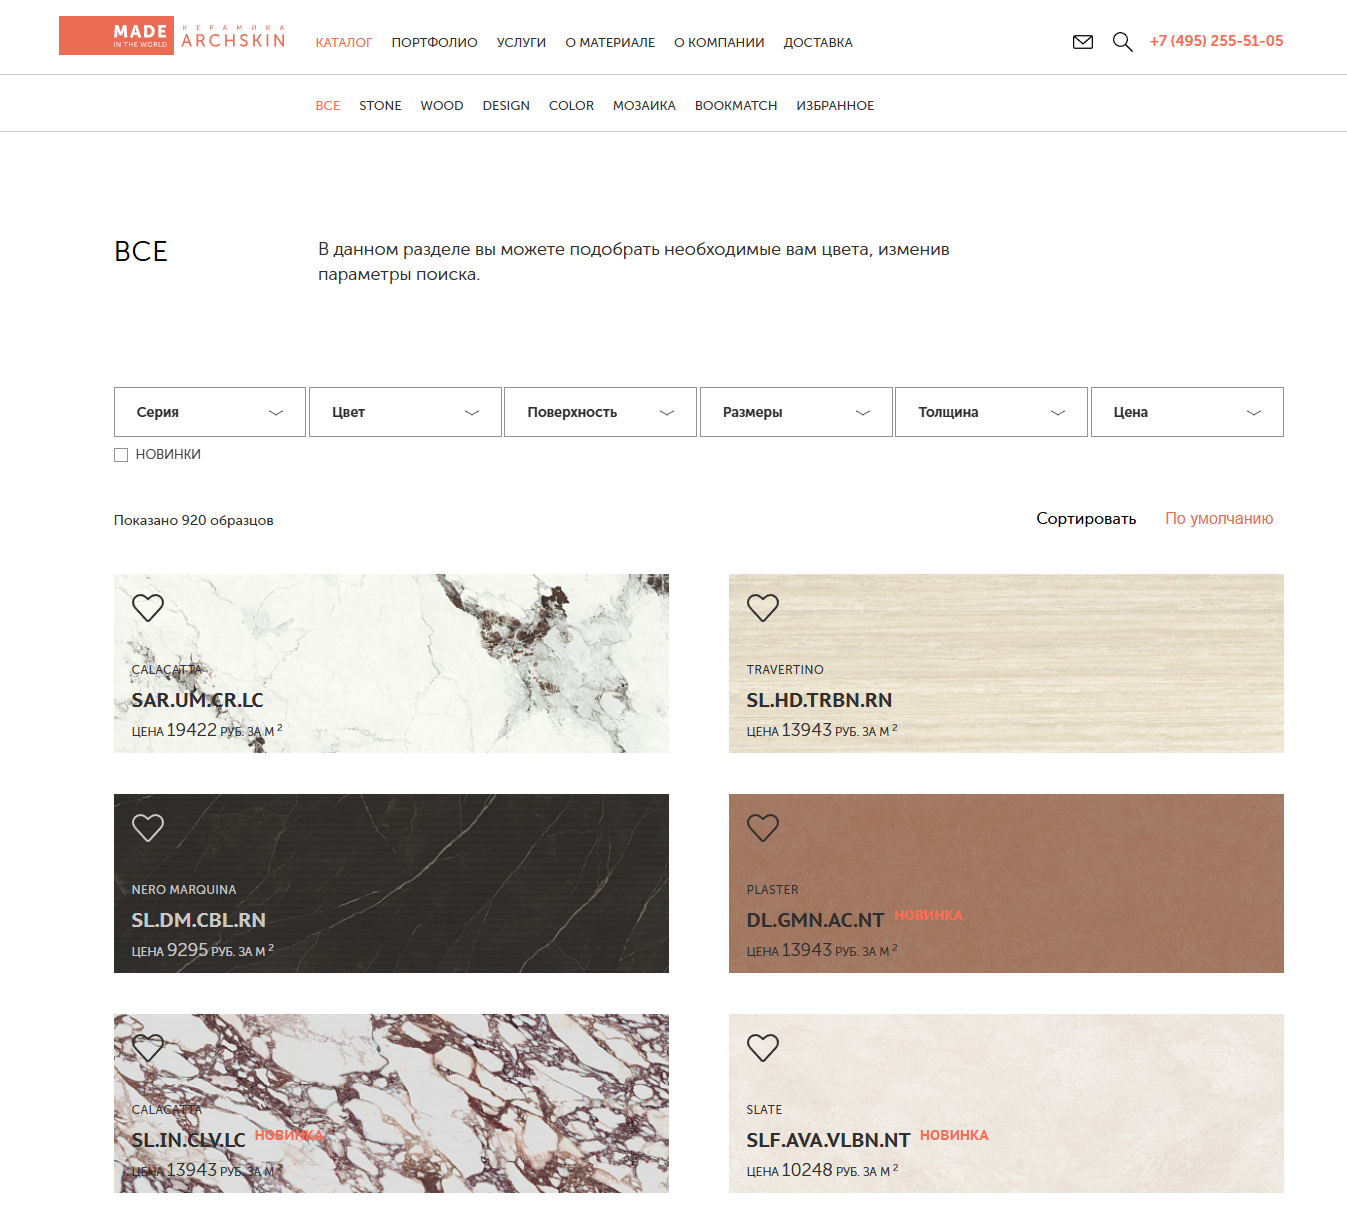 MADE
IN THE WORLD
КЕРАМИКА
ARCHSKIN
КАТАЛОГ ПОРТФОЛИО УСЛУГИ О МАТЕРИАЛЕ О КОМПАНИИ ДОСТАВКА
+7 (495) 255-51-05
ВСЕ STONE WOOD DESIGN COLOR МОЗАИКА BOOKMATCH ИЗБРАННОЕ
ВСЕ
В данном разделе вы можете подобрать необходимые вам цвета, изменив
параметры поиска.
Серия Цвет Поверхность Размеры Толщина Цена
НОВИНКИ
Показано 920 образцов
Сортировать По умолчанию
CALACATTA
SAR.UM.CR.LC
ЦЕНА 19422 РУБ. ЗА М 2
TRAVERTINO
SL.HD.TRBN.RN
ЦЕНА 13943 РУБ. ЗА М 2
NERO MARQUINA
SL.DM.CBL.RN
ЦЕНА 9295 РУБ. ЗА М 2
PLASTER
DL.GMN.AC.NT НОВИНКА
ЦЕНА 13943 РУБ. ЗА М 2
CALACATTA
SL.IN.CLV.LC НОВИНКА
ЦЕНА 13943 РУБ. ЗА М 2
SLATE
SLF.AVA.VLBN.NT НОВИНКА
ЦЕНА 10248 РУБ. ЗА М 2